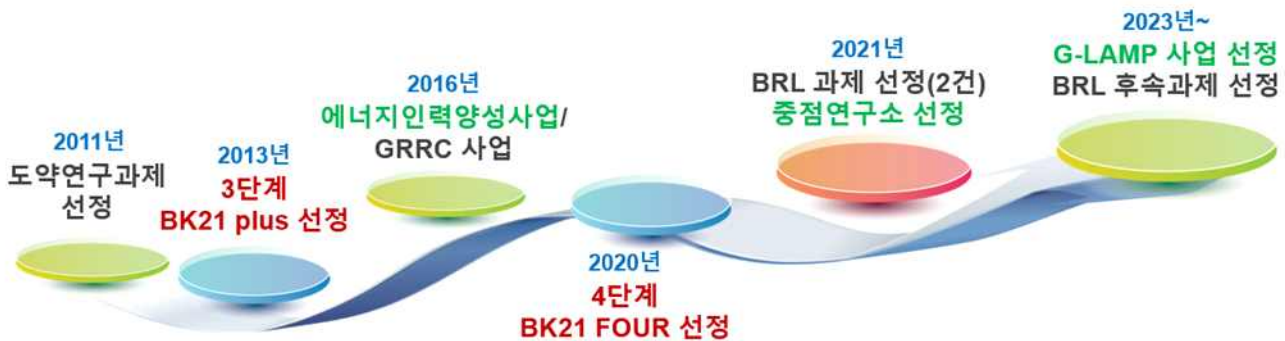 2011년
도약연구과제
선정
2013년
3단계
BK21 plus 선정
2016년
에너지인력양성사업/
GRRC 사업
2020년
4단계
BK21 FOUR 선정
2021년
BRL 과제 선정(2건)
중점연구소 선정
2023년~
G-LAMP 사업 선정
BRL 후속과제 선정